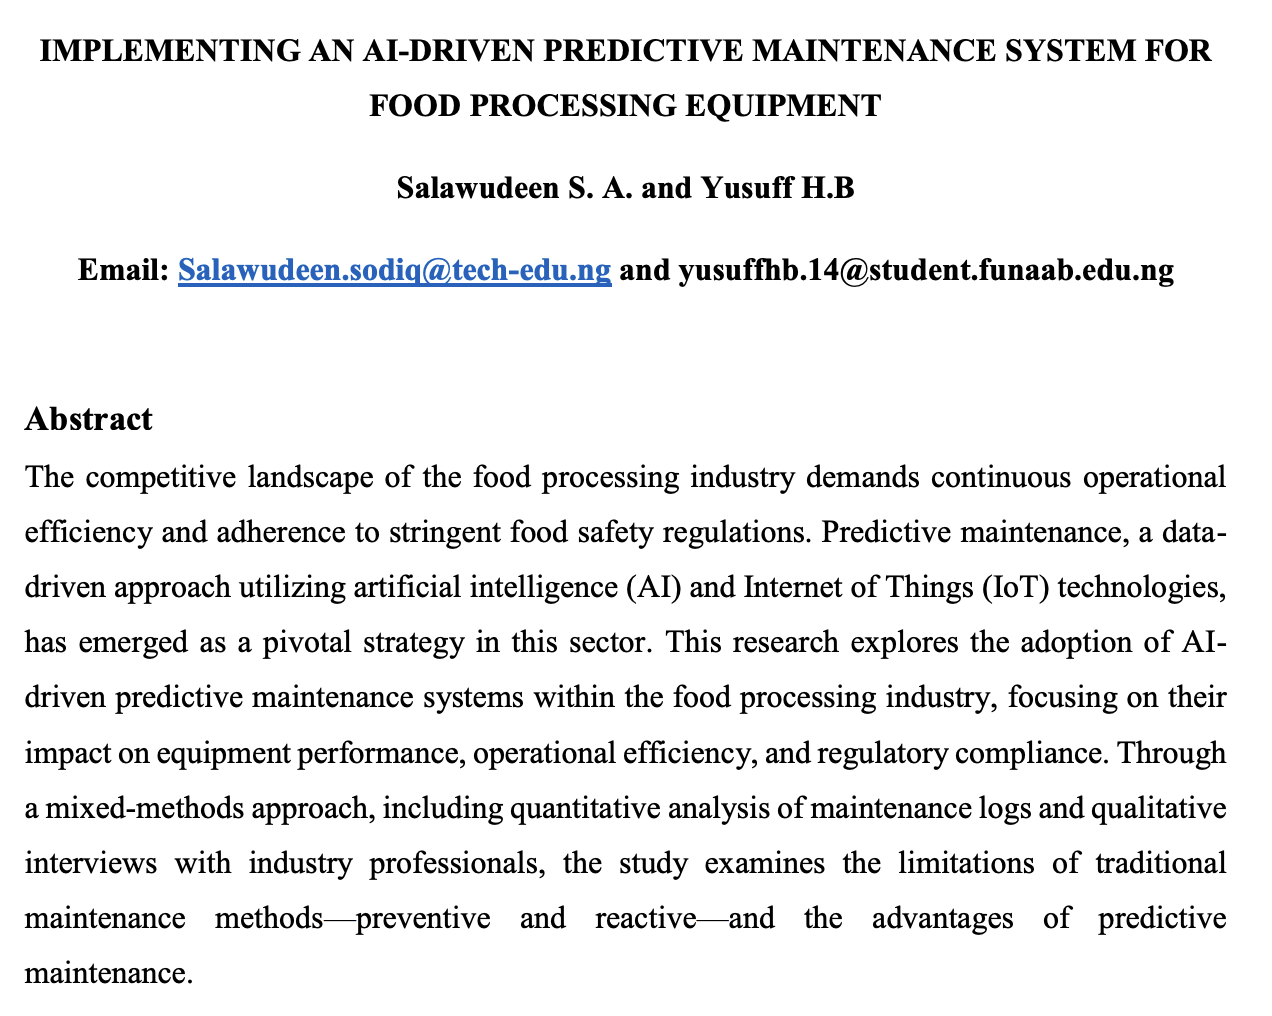 IMPLEMENTING AN AI-DRIVEN PREDICTIVE MAINTENANCE SYSTEM FOR
FOOD PROCESSING EQUIPMENT
Salawudeen S. A. and Yusuff H.B
Email: Salawudeen.sodiq@tech-edu.ng and yusuffhb.14@student.funaab.edu.ng
Abstract
The competitive landscape of the food processing industry demands continuous operational
efficiency and adherence to stringent food safety regulations. Predictive maintenance, a data-
driven approach utilizing artificial intelligence (AI) and Internet of Things (IoT) technologies,
has emerged as a pivotal strategy in this sector. This research explores the adoption of AI-
driven predictive maintenance systems within the food processing industry, focusing on their
impact on equipment performance, operational efficiency, and regulatory compliance. Through
a mixed-methods approach, including quantitative analysis of maintenance logs and qualitative
interviews with industry professionals, the study examines the limitations of traditional
maintenance methods—preventive and reactive—and the advantages of predictive
maintenance.